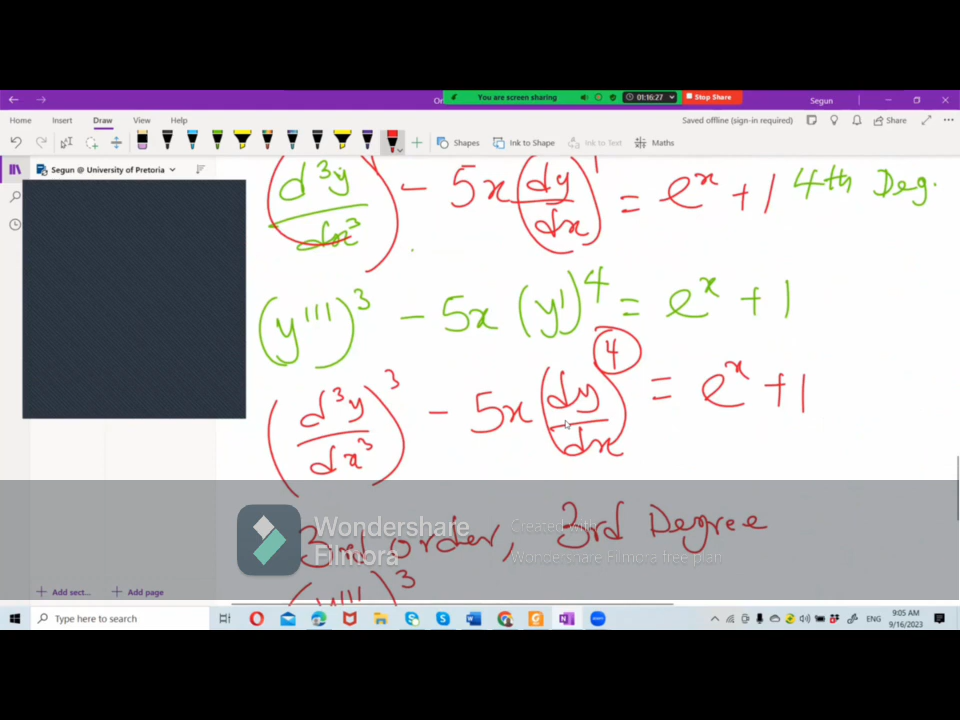 You are screen sharing 01:16:27 Stop Share
Or Segun
Home Insert Draw View Help Saved offline (sign-in required) Share
Shapes Ink to Shape Ink to Text Maths
Segun @ University of Pretoria
(d³y/dx³) - 5x(dy/dx)¹ = eˣ + 1 4th Deg.
(y''')³ - 5x (y')⁴ = eˣ + 1
(d³y/dx³)³ - 5x(dy/dx)⁴ = eˣ + 1
3rd order, 3rd Degree
(y''')³
Wondershare Filmora
Created with Wondershare Filmora free plan
Add sect... Add page
Type here to search
ENG 9:05 AM 9/16/2023